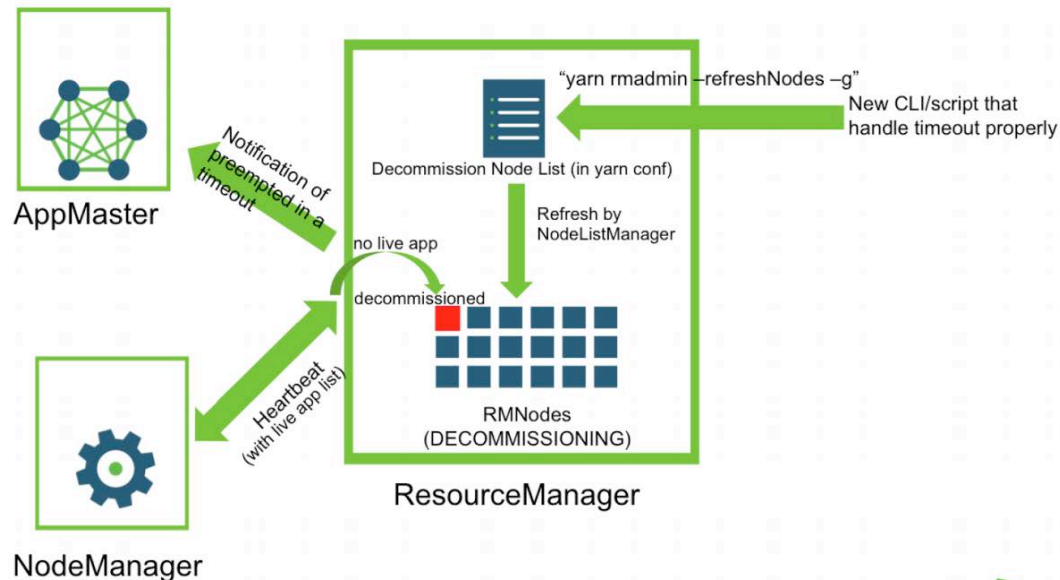 “yarn rmadmin –refreshNodes –g”
New CLI/script that
handle timeout properly
Decommission Node List (in yarn conf)
Notification of
preempted in a
timeout
AppMaster
Refresh by
NodeListManager
no live app
decommissioned
Heartbeat
(with live app list)
RMNodes
(DECOMMISSIONING)
ResourceManager
NodeManager